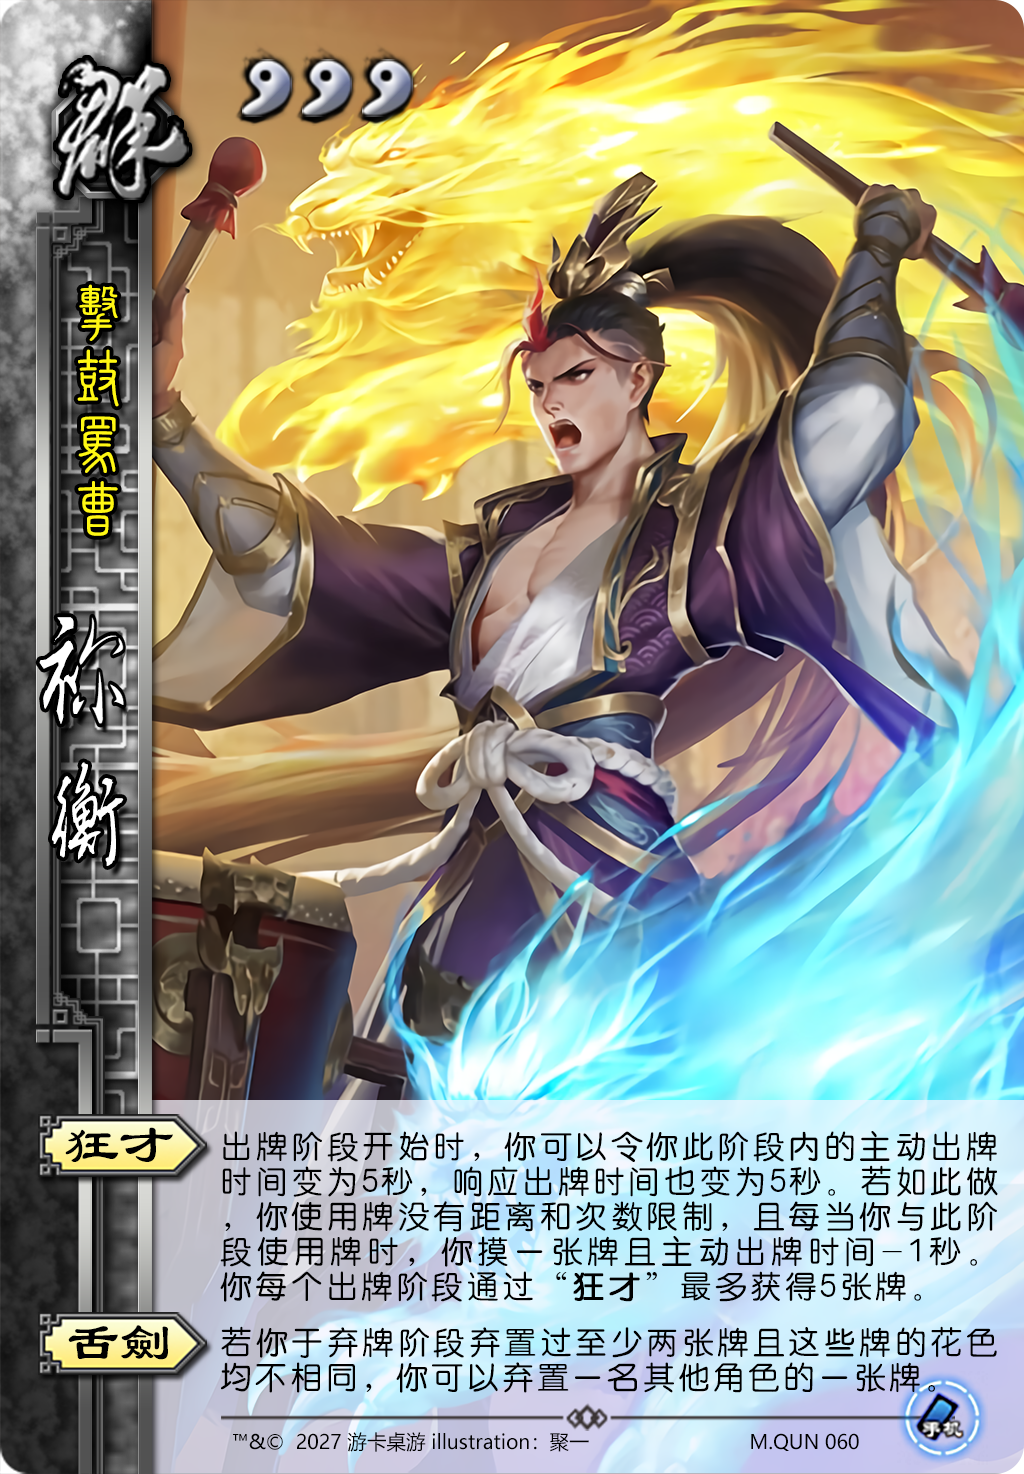 群
999
擊鼓罵曹
祢衡
狂才
出牌阶段开始时，你可以令你此阶段内的主动出牌
时间变为5秒，响应出牌时间也变为5秒。若如此做
，你使用牌没有距离和次数限制，且每当你与此阶
段使用牌时，你摸一张牌且主动出牌时间-1秒。
你每个出牌阶段通过“狂才”最多获得5张牌。
舌劍
若你于弃牌阶段弃置过至少两张牌且这些牌的花色
均不相同，你可以弃置一名其他角色的一张牌。
™&© 2027 游卡桌游 illustration：聚一
M.QUN 060
手机